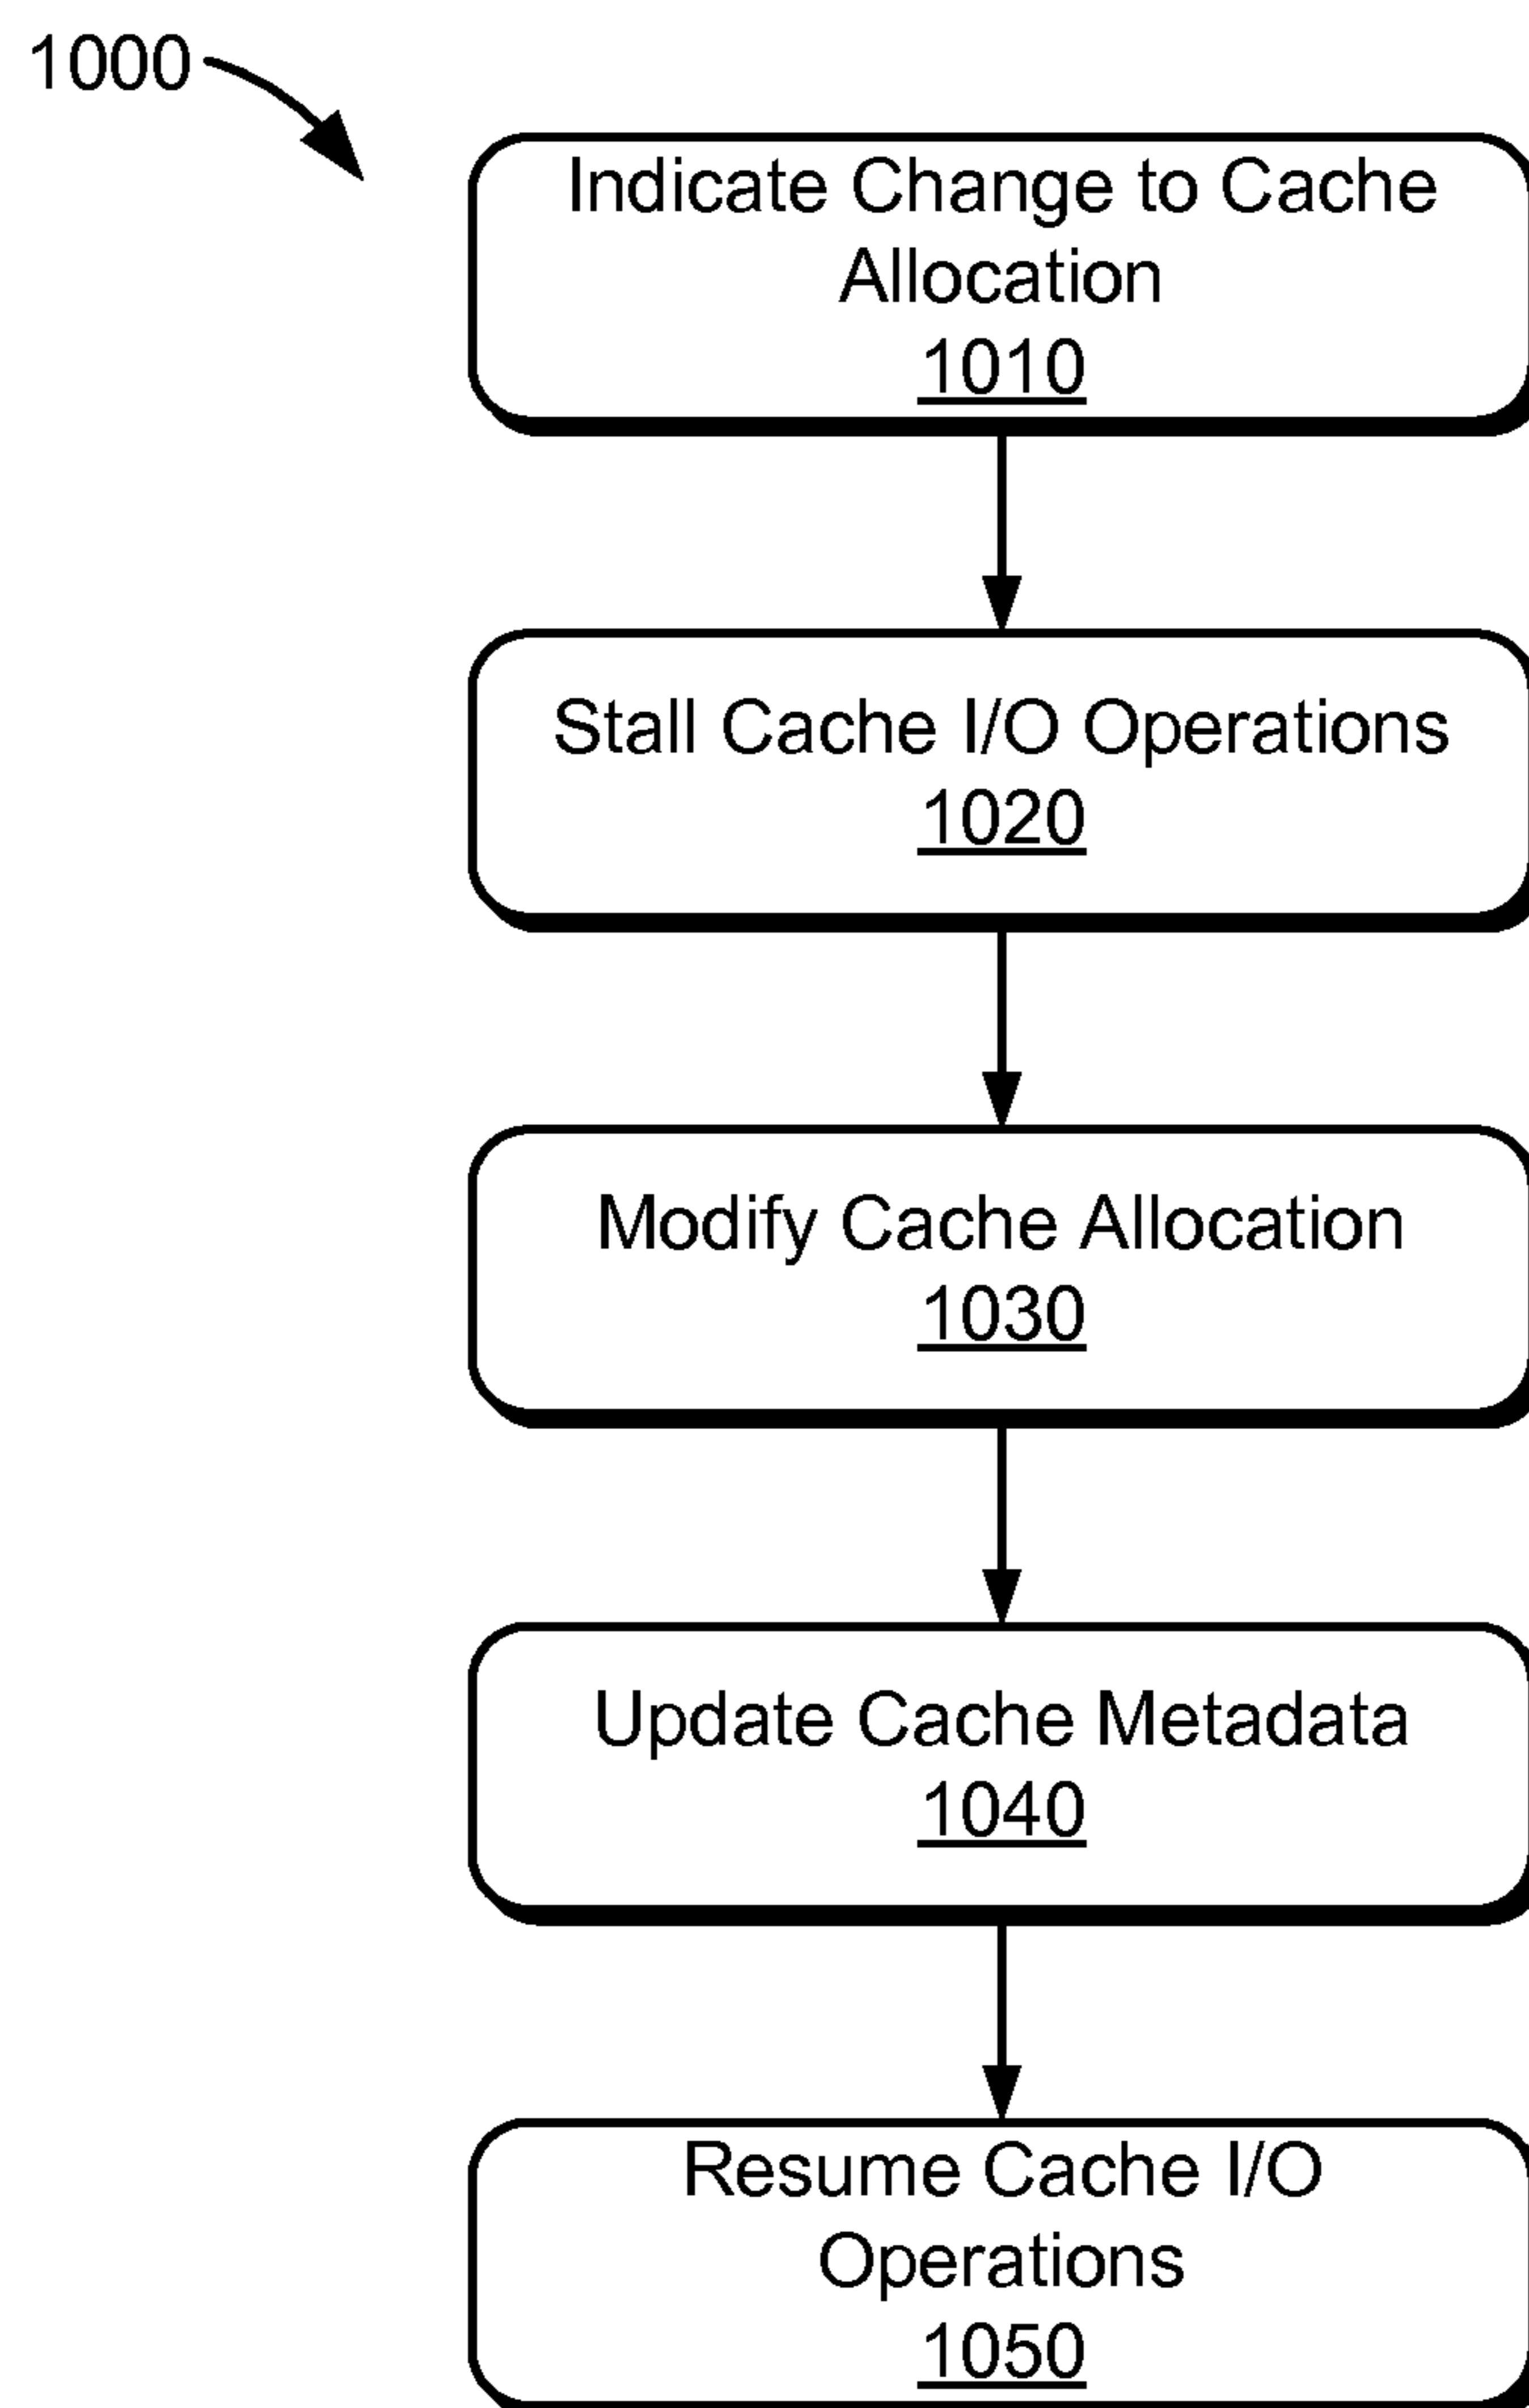 1000
Indicate Change to Cache
Allocation
1010
Stall Cache I/O Operations
1020
Modify Cache Allocation
1030
Update Cache Metadata
1040
Resume Cache I/O
Operations
1050